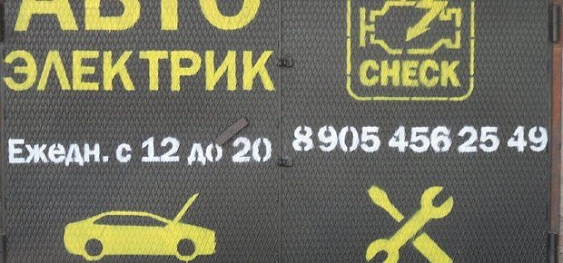 АВТО
ЭЛЕКТРИК
CHECK
Ежедн. с 12 до 20
8 905 456 25 49